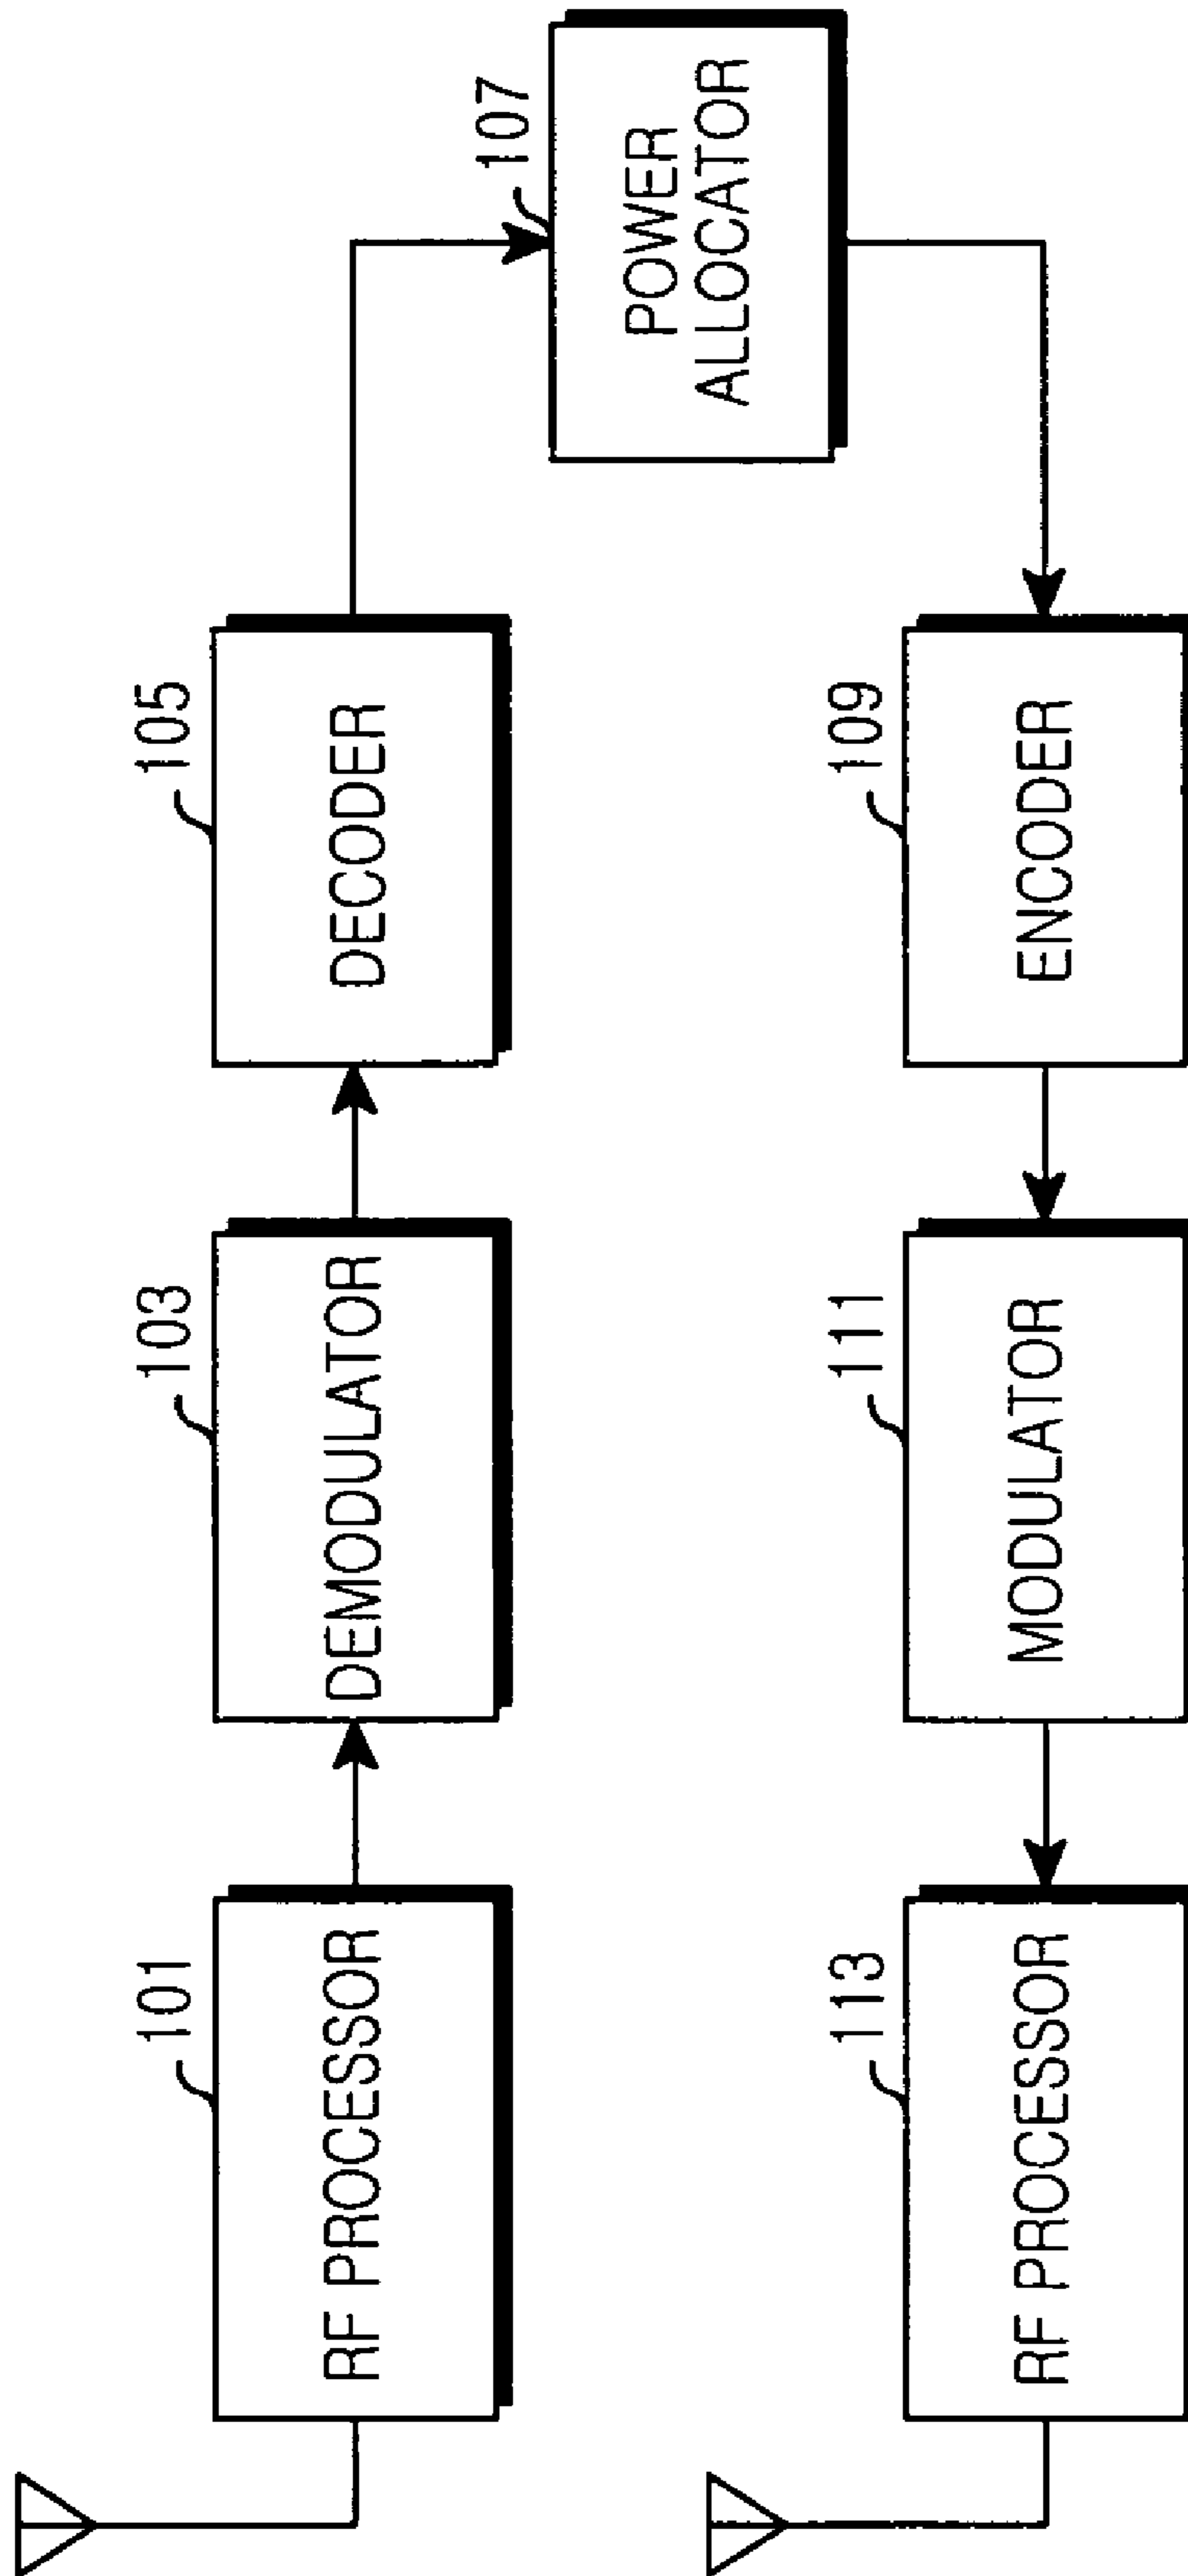 101
RF PROCESSOR
103
DEMODULATOR
105
DECODER
107
POWER
ALLOCATOR
109
ENCODER
111
MODULATOR
113
RF PROCESSOR